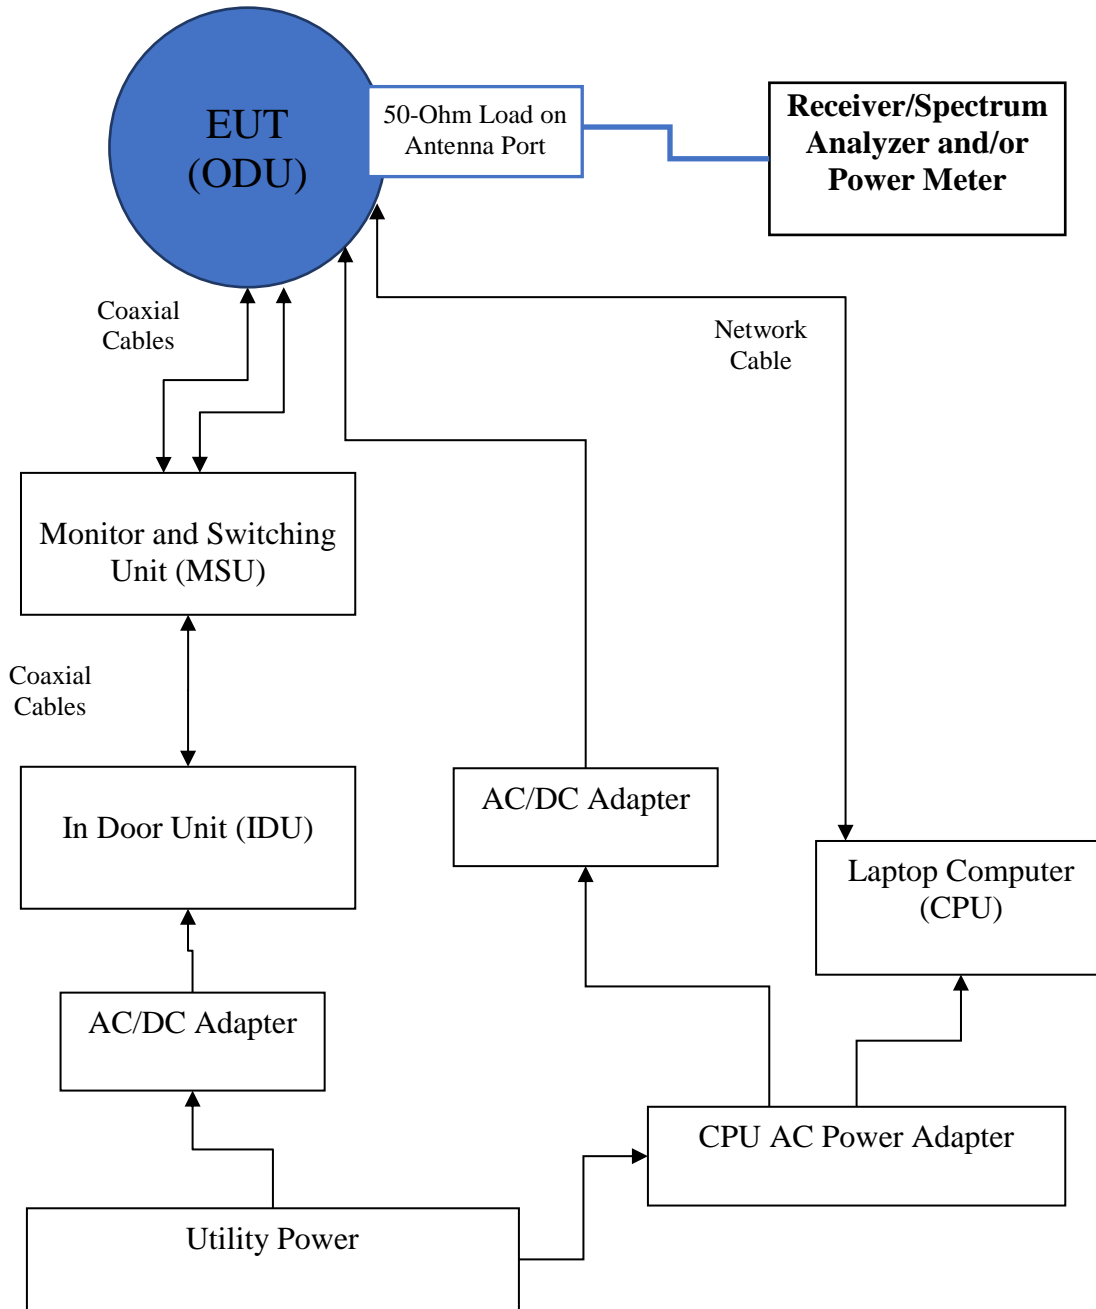 EUT
(ODU)
50-Ohm Load on
Antenna Port
Receiver/Spectrum
Analyzer and/or
Power Meter
Coaxial
Cables
Network
Cable
Monitor and Switching
Unit (MSU)
Coaxial
Cables
In Door Unit (IDU)
AC/DC Adapter
Laptop Computer
(CPU)
AC/DC Adapter
CPU AC Power Adapter
Utility Power